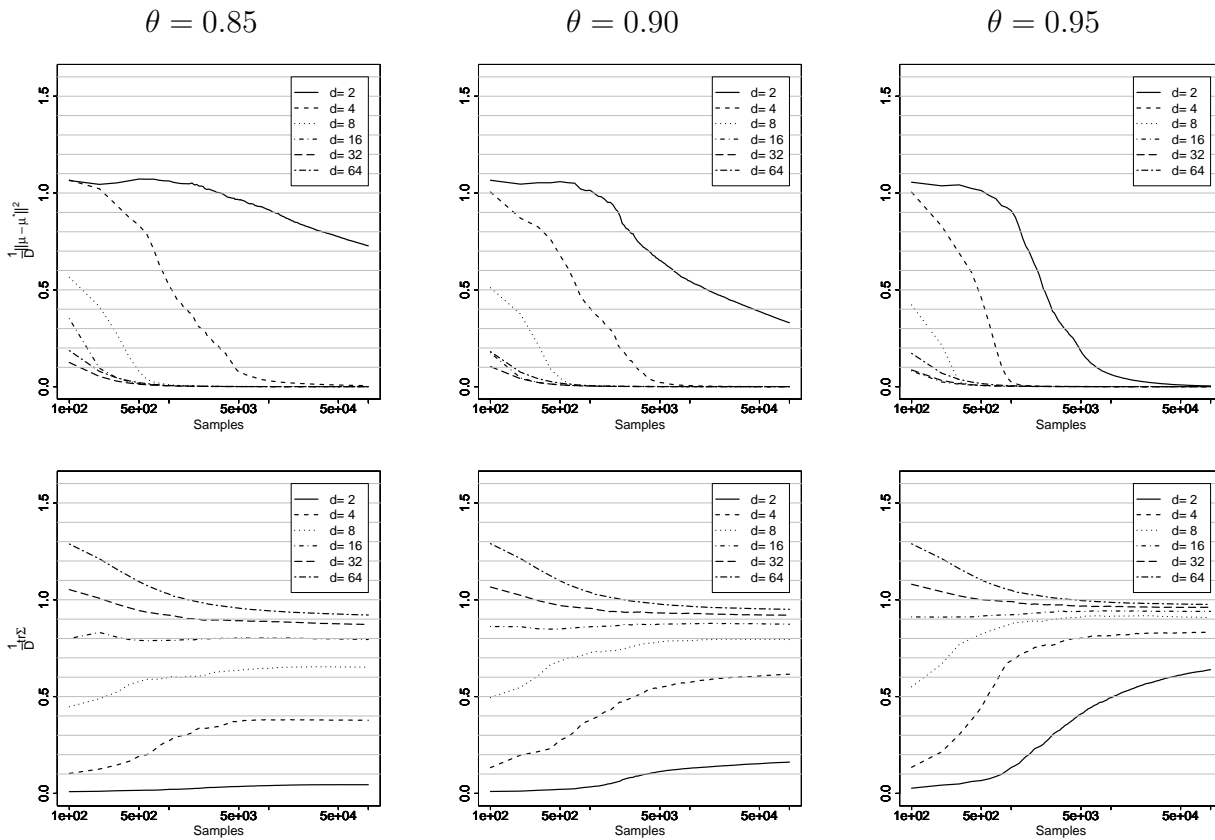 θ = 0.85
θ = 0.90
θ = 0.95
1/D ||μ − μ*||²
0.0 0.5 1.0 1.5
d= 2
d= 4
d= 8
d= 16
d= 32
d= 64
1e+02 5e+02 5e+03 5e+04
Samples
0.0 0.5 1.0 1.5
d= 2
d= 4
d= 8
d= 16
d= 32
d= 64
1e+02 5e+02 5e+03 5e+04
Samples
0.0 0.5 1.0 1.5
d= 2
d= 4
d= 8
d= 16
d= 32
d= 64
1e+02 5e+02 5e+03 5e+04
Samples
1/D trΣ
0.0 0.5 1.0 1.5
d= 2
d= 4
d= 8
d= 16
d= 32
d= 64
1e+02 5e+02 5e+03 5e+04
Samples
0.0 0.5 1.0 1.5
d= 2
d= 4
d= 8
d= 16
d= 32
d= 64
1e+02 5e+02 5e+03 5e+04
Samples
0.0 0.5 1.0 1.5
d= 2
d= 4
d= 8
d= 16
d= 32
d= 64
1e+02 5e+02 5e+03 5e+04
Samples